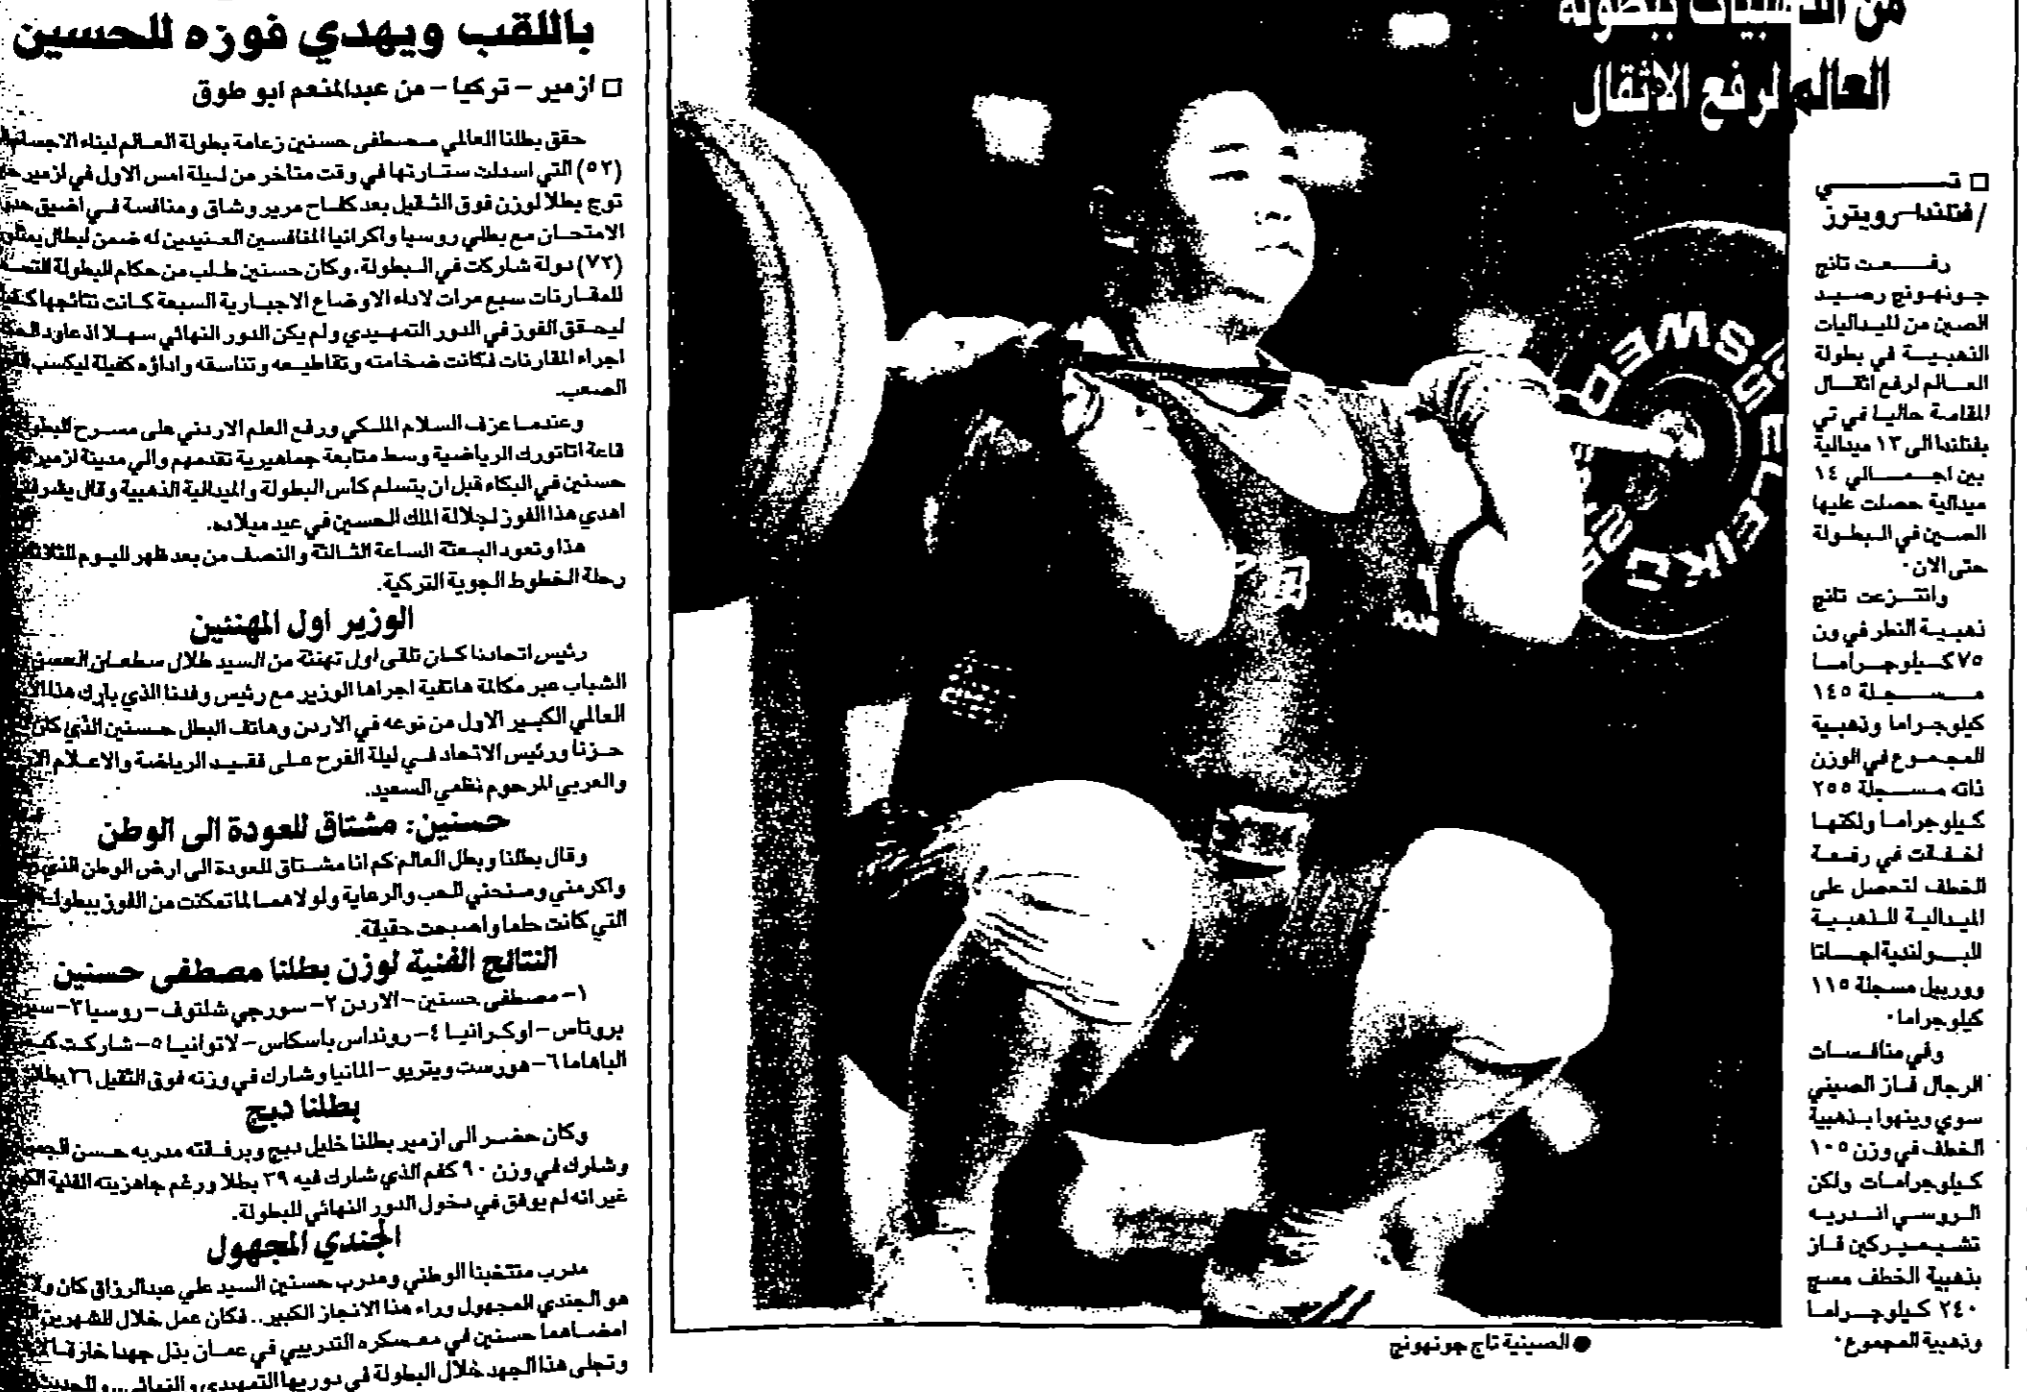 من الذهبيات ببطولة
العالم لرفع الاثقال
□ تي
/فنلندا-رويترز
رفعت تانج
جونهونج رصيد
الصين من الميداليات
الذهبية في بطولة
العالم لرفع اثقال
المقامة حاليا في تي
بفنلندا الى ١٣ ميدالية
بين اجمالي ١٤
ميدالية حصلت عليها
الصين في البطولة
حتى الان.
وانتزعت تانج
ذهبية النطر في ون
٧٥ كيلوجراما
مسجلة ١٤٥
كيلوجراما وذهبية
المجموع في الوزن
ذاته مسجلة ٢٥٥
كيلوجراما ولكنها
اخفقت في رفعة
الخطف لتحصل على
الميدالية الذهبية
البولندية اجاتا
ووربيل مسجلة ١١٥
كيلوجراما.
وفي منافسات
الرجال فاز الصيني
سوي وينهوا بذهبية
الخطف في وزن ١٠٥
كيلوجرامات ولكن
الروسي اندريه
تشيميركين فاز
بذهبية الخطف مسج
٢٤٠ كيلوجراما
وذهبية المجموع.
● الصينية تاج جونهونج
باللقب ويهدي فوزه للحسين
□ ازمير - تركيا - من عبدالمنعم ابو طوق
حقق بطلنا العالمي مصطفى حسنين زعامة بطولة العالم لبناء الاجسام
(٥٢) التي اسدلت ستارتها في وقت متأخر من ليلة امس الاول في ازمير
توج بطلا لوزن فوق الثقيل بعد كفاح مرير وشاق ومنافسة في اضيق
الامتحان مع بطلي روسيا واكرانيا المنافسين العنيدين له ضمن ابطال يمثلون
(٧٢) دولة شاركت في البطولة، وكان حسنين طلب من حكام البطولة
للمقارنات سبع مرات لاداء الاوضاع الاجبارية السبعة كانت نتائجها
ليحقق الفوز في الدور التمهيدي ولم يكن الدور النهائي سهلا اذ عاود
اجراء المقارنات فكانت ضخامته وتقاطيعه وتناسقه واداؤه كفيلة ليكسب
الصعب.
وعندما عزف السلام الملكي ورفع العلم الاردني على مسرح
قاعة اتاتورك الرياضية وسط متابعة جماهيرية تقدمهم والي مدينة ازمير
حسنين في البكاء قبل ان يتسلم كأس البطولة والميدالية الذهبية وقال
اهدي هذا الفوز لجلالة الملك الحسين في عيد ميلاده.
هذا وتعود البعثة الساعة الثالثة والنصف من بعد ظهر اليوم الثلاثاء
رحلة الخطوط الجوية التركية.
الوزير اول المهنئين
رئيس اتحادنا كان تلقى اول تهنئة من السيد طلال سطعان الحسن
الشباب عبر مكالمة هاتفية اجراها الوزير مع رئيس وفدنا الذي بارك هذا
العالمي الكبير الاول من نوعه في الاردن وهاتف البطل حسنين الذي كان
حزنا ورئيس الاتحاد في ليلة الفرح على فقيد الرياضة والاعلام
والعربي المرحوم نظمي السعيد.
حسنين: مشتاق للعودة الى الوطن
وقال بطلنا وبطل العالم كم انا مشتاق للعودة الى ارض الوطن الذي
واكرمني ومنحني الحب والرعاية ولولاهما لما تمكنت من الفوز
التي كانت حلما واصبحت حقيقة.
النتائج الفنية لوزن بطلنا مصطفى حسنين
١- مصطفى حسنين - الاردن ٢- سورجي شلتوف - روسيا ٣-
بروتاس - اوكرانيا ٤- رونداس باسكاس - لاتوانيا ٥- شاركت
الباهاما ٦- هورست ويتريو - المانيا وشارك في وزنه فوق الثقيل ٢٦
بطلنا دبج
وكان حضر الى ازمير بطلنا خليل دبج وبرفقته مدربه حسن
وشارك في وزن ٩٠ كغم الذي شارك فيه ٣٩ بطلا ورغم جاهزيته الفنية
غير انه لم يوفق في دخول الدور النهائي للبطولة.
الجندي المجهول
مدرب منتخبنا الوطني ومدرب حسنين السيد علي عبدالرزاق كان
هو الجندي المجهول وراء هذا الانجاز الكبير.. فكان عمل خلال الشهرين
امضاهما حسنين في معسكره التدريبي في عمان بذل جهدا خارقا
وتجلى هذا الجهد خلال البطولة في دوريها التمهيدي والنهائي
ELEIKO